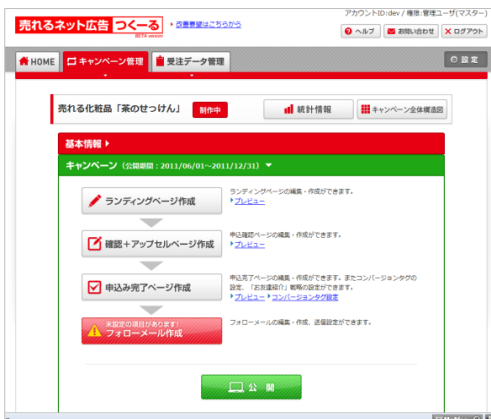 アカウントID:dev / 権限:管理ユーザ(マスター)
売れるネット広告 つくーる BETA version
改善要望はこちらから
ヘルプ お問い合わせ ログアウト
HOME キャンペーン管理 受注データ管理 設定
売れる化粧品「茶のせっけん」 制作中 統計情報 キャンペーン全体構造図
基本情報
キャンペーン (公開期間:2011/06/01~2011/12/31)
ランディングページ作成
ランディングページの編集・作成ができます。
プレビュー
確認+アップセルページ作成
申込確認ページの編集・作成ができます。
プレビュー
申込み完了ページ作成
申込完了ページの編集・作成ができます。またコンバージョンタグの
設定、「お友達紹介」戦略の設定ができます。
プレビュー コンバージョンタグ設定
未設定の項目があります!
フォローメール作成
フォローメールの編集・作成、送信設定ができます。
公 開